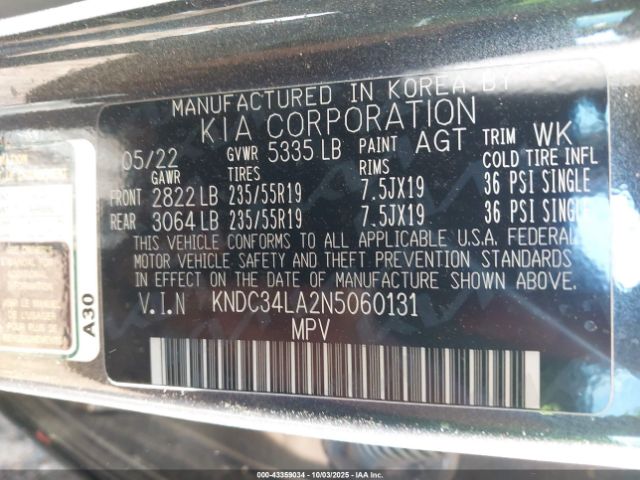 MANUFACTURED IN KOREA BY
KIA CORPORATION
05/22 GVWR 5335 LB PAINT AGT TRIM WK
GAWR TIRES RIMS COLD TIRE INFL
FRONT 2822 LB 235/55R19 7.5JX19 36 PSI SINGLE
REAR 3064 LB 235/55R19 7.5JX19 36 PSI SINGLE
THIS VEHICLE CONFORMS TO ALL APPLICABLE U.S.A. FEDERAL
MOTOR VEHICLE SAFETY AND THEFT PREVENTION STANDARDS
IN EFFECT ON THE DATE OF MANUFACTURE SHOWN ABOVE.
V.I.N KNDC34LA2N5060131
MPV
A30
© 00-43359034 | 10/03/2025 | © COPYRIGHT IAA